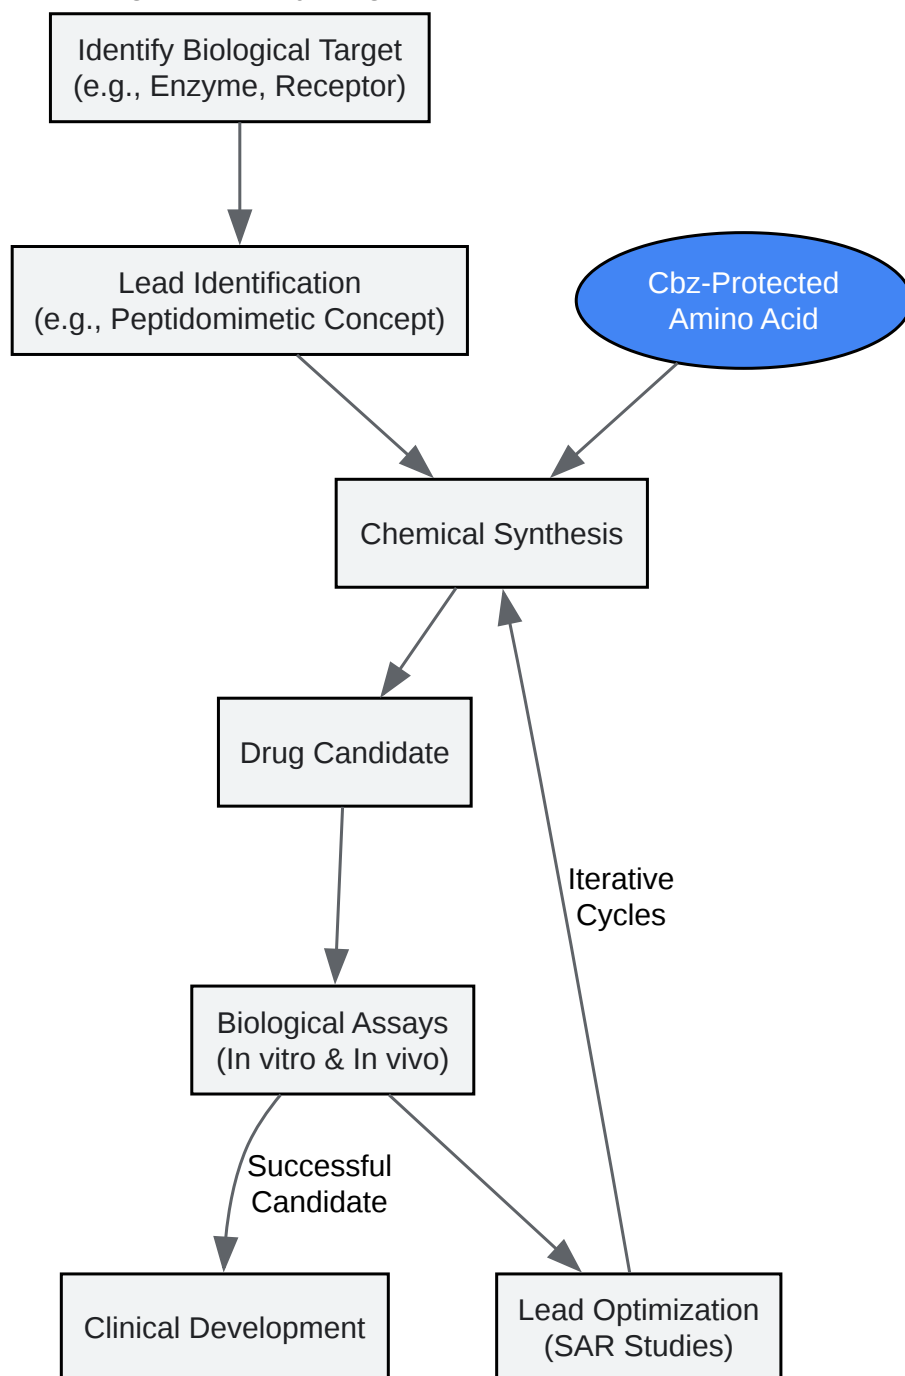 Identify Biological Target
(e.g., Enzyme, Receptor)
Lead Identification
(e.g., Peptidomimetic Concept)
Cbz-Protected
Amino Acid
Chemical Synthesis
Drug Candidate
Iterative
Cycles
Biological Assays
(In vitro & In vivo)
Successful
Candidate
Clinical Development
Lead Optimization
(SAR Studies)